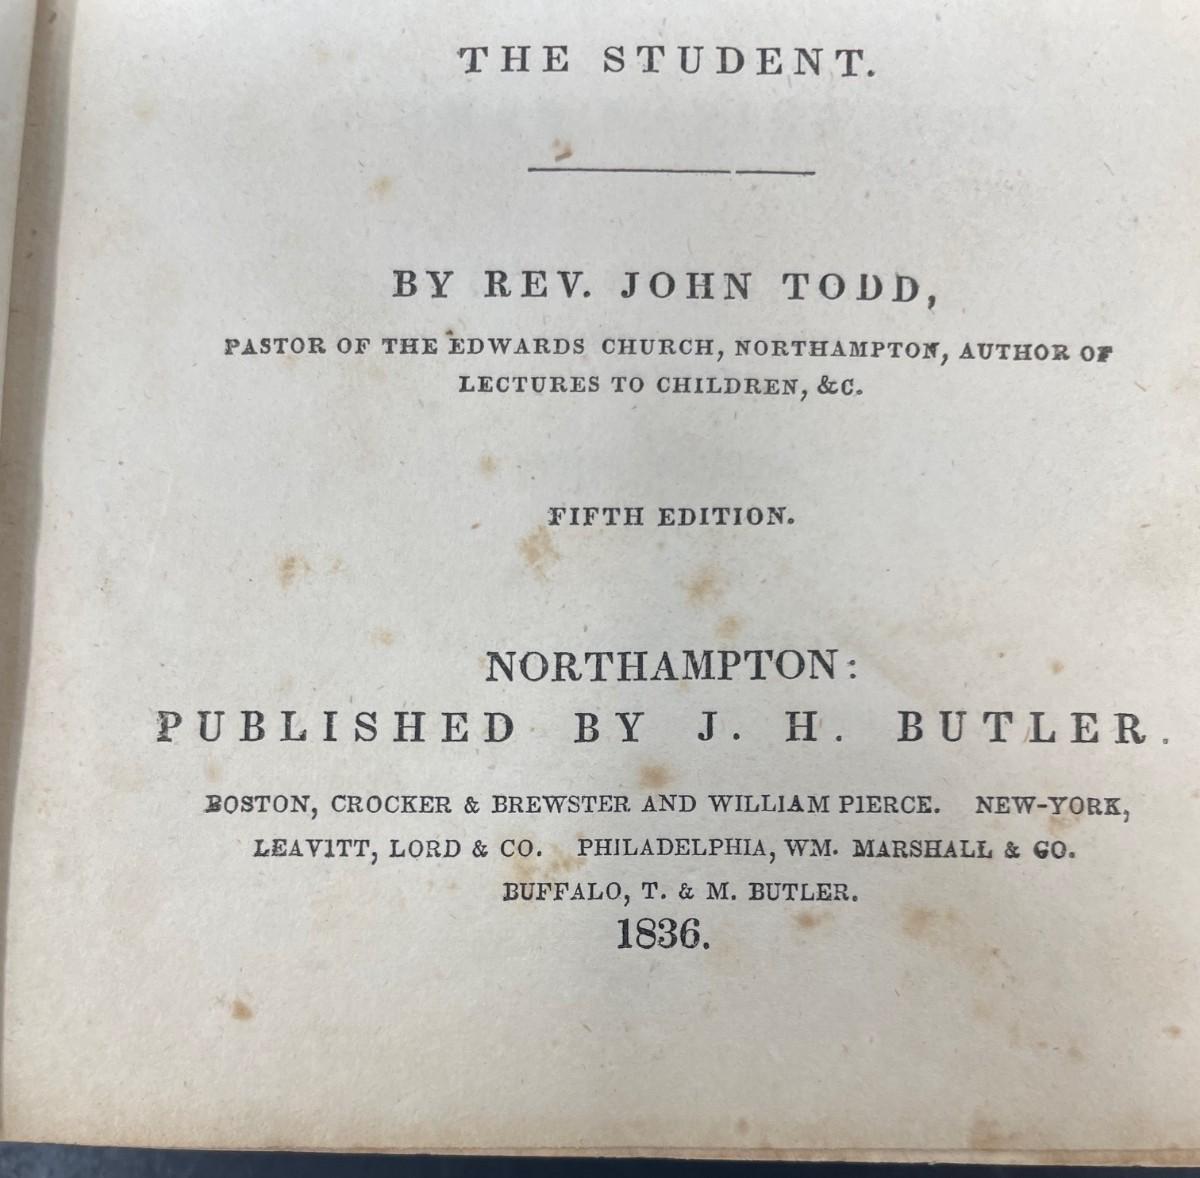 THE STUDENT.
BY REV. JOHN TODD,
PASTOR OF THE EDWARDS CHURCH, NORTHAMPTON, AUTHOR OF
LECTURES TO CHILDREN, &C.
FIFTH EDITION.
NORTHAMPTON:
PUBLISHED BY J. H. BUTLER.
BOSTON, CROCKER & BREWSTER AND WILLIAM PIERCE. NEW-YORK,
LEAVITT, LORD & CO. PHILADELPHIA, WM. MARSHALL & CO.
BUFFALO, T. & M. BUTLER.
1836.